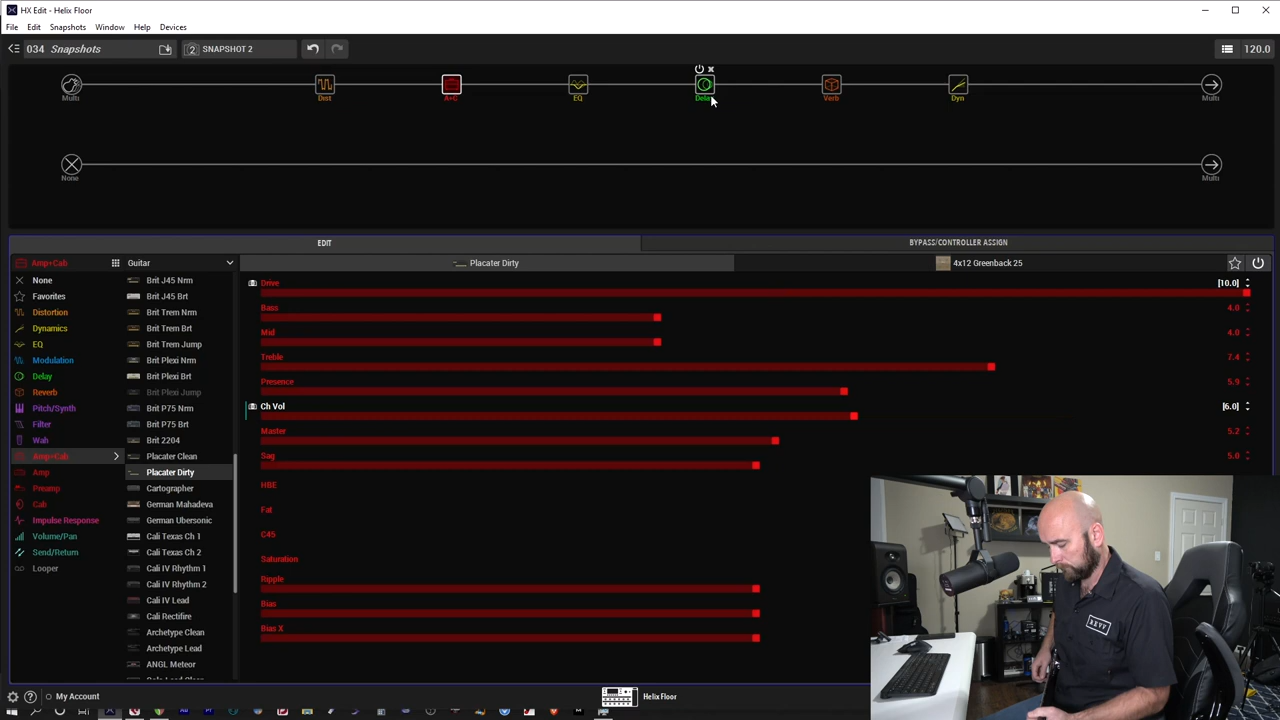 HX Edit - Helix Floor
File Edit Snapshots Window Help Devices
034 Snapshots 2 SNAPSHOT 2 120.0
Multi Dist A+C EQ Verb Dyn Multi
None Multi
EDIT BYPASS/CONTROLLER ASSIGN
Amp+Cab Guitar Placater Dirty 4x12 Greenback 25
None
Favorites
Distortion
Dynamics
EQ
Modulation
Delay
Reverb
Pitch/Synth
Filter
Wah
Amp+Cab
Amp
Preamp
Cab
Impulse Response
Volume/Pan
Send/Return
Looper
Brit J45 Nrm
Brit J45 Brt
Brit Trem Nrm
Brit Trem Brt
Brit Trem Jump
Brit Plexi Nrm
Brit Plexi Brt
Brit Plexi Jump
Brit P75 Nrm
Brit P75 Brt
Brit 2204
Placater Clean
Placater Dirty
Cartographer
German Mahadeva
German Ubersonic
Cali Texas Ch 1
Cali Texas Ch 2
Cali IV Rhythm 1
Cali IV Rhythm 2
Cali IV Lead
Cali Rectifire
Archetype Clean
Archetype Lead
ANGL Meteor
Drive [10.0]
Bass 4.0
Mid 4.0
Treble 7.4
Presence 5.9
Ch Vol [6.0]
Master 5.2
Sag 5.0
HBE
Fat
C45
Saturation
Ripple
Bias
Bias X
REVV
My Account Helix Floor